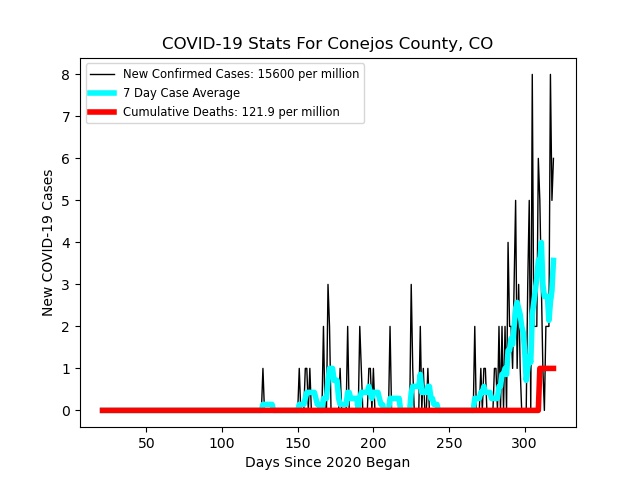 COVID-19 Stats For Conejos County, CO
New Confirmed Cases: 15600 per million
7 Day Case Average
Cumulative Deaths: 121.9 per million
New COVID-19 Cases
8
7
6
5
4
3
2
1
0
50 100 150 200 250 300
Days Since 2020 Began